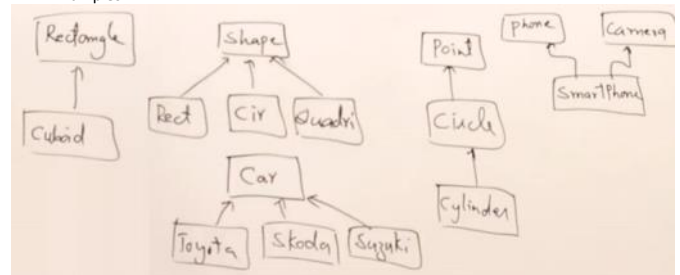 Rectangle
Cuboid
Shape
Rect
Cir
Quadri
Car
Toyota
Skoda
Suzuki
Point
Circle
Cylinder
Phone
Camera
SmartPhone